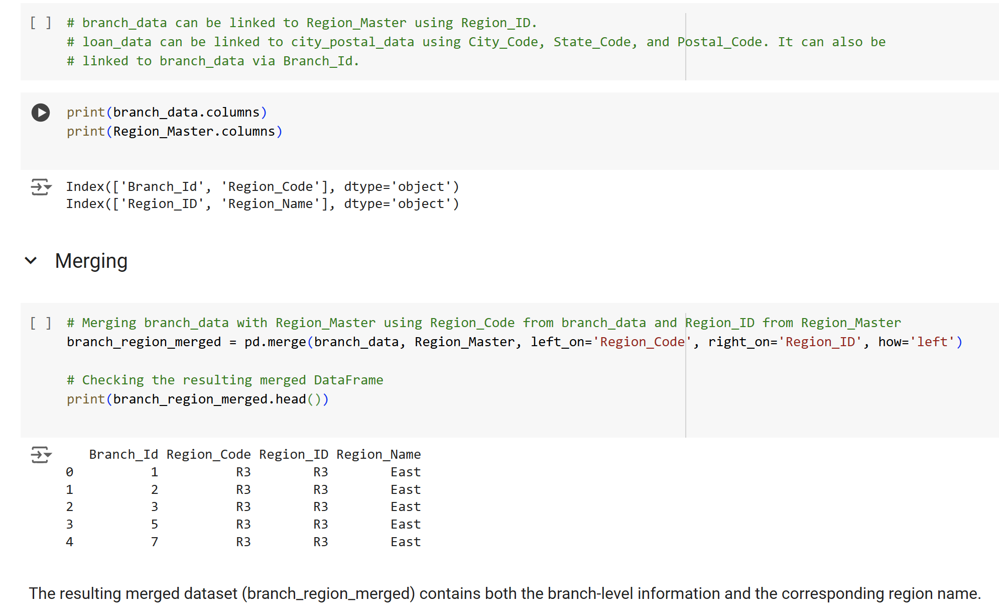 [ ] # branch_data can be linked to Region_Master using Region_ID.
# loan_data can be linked to city_postal_data using City_Code, State_Code, and Postal_Code. It can also be
# linked to branch_data via Branch_Id.
print(branch_data.columns)
print(Region_Master.columns)
Index(['Branch_Id', 'Region_Code'], dtype='object')
Index(['Region_ID', 'Region_Name'], dtype='object')
Merging
[ ] # Merging branch_data with Region_Master using Region_Code from branch_data and Region_ID from Region_Master
branch_region_merged = pd.merge(branch_data, Region_Master, left_on='Region_Code', right_on='Region_ID', how='left')
# Checking the resulting merged DataFrame
print(branch_region_merged.head())
Branch_Id Region_Code Region_ID Region_Name
0 1 R3 R3 East
1 2 R3 R3 East
2 3 R3 R3 East
3 5 R3 R3 East
4 7 R3 R3 East
The resulting merged dataset (branch_region_merged) contains both the branch-level information and the corresponding region name.